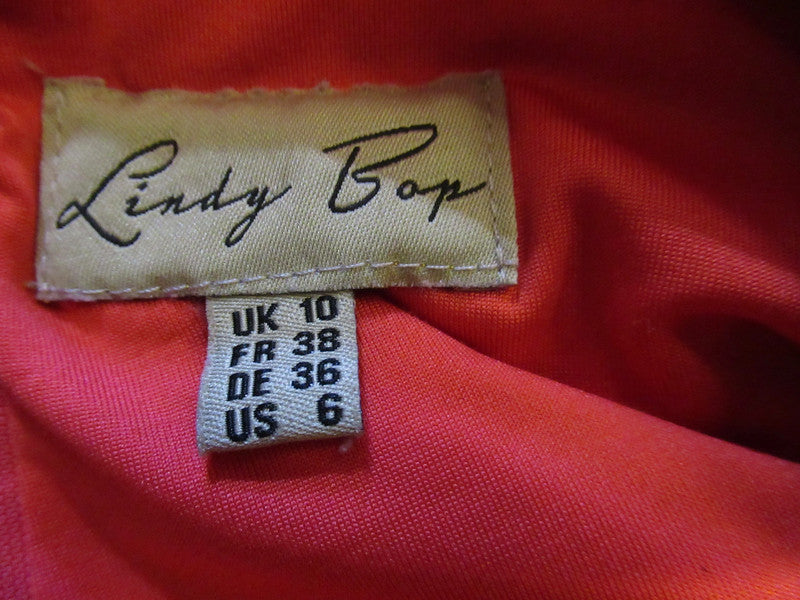 Lindy Bop
UK 10
FR 38
DE 36
US 6